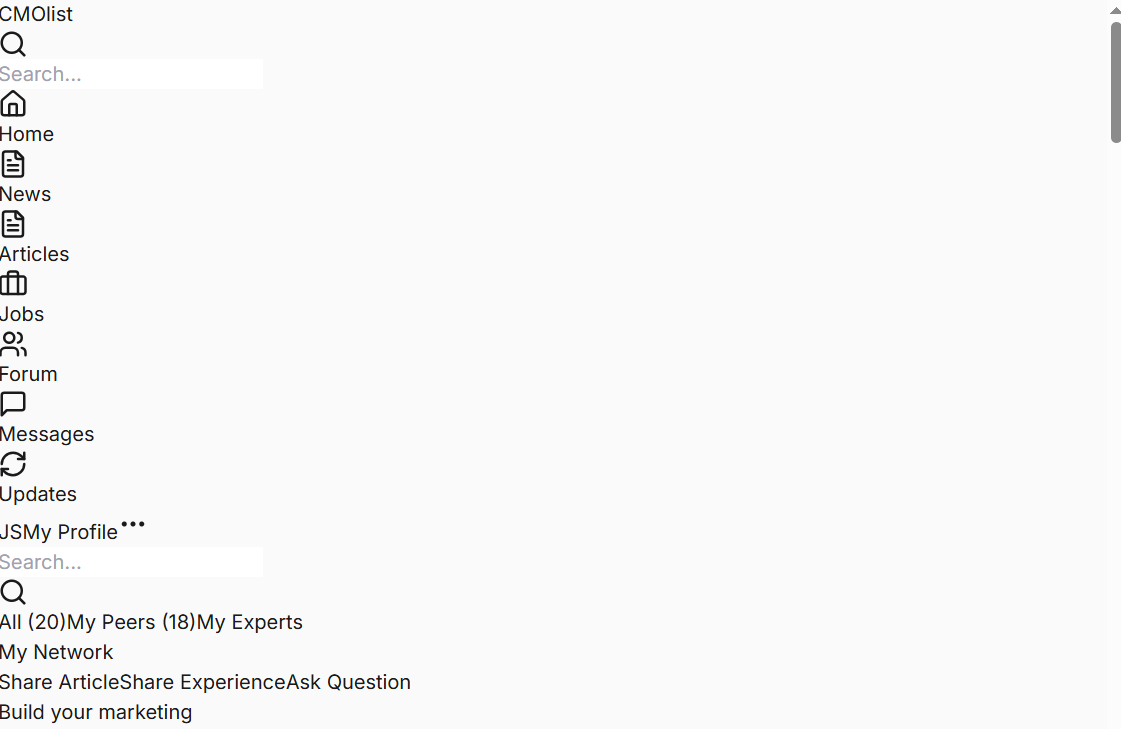 CMOlist
Search...
Home
News
Articles
Jobs
Forum
Messages
Updates
JSMy Profile
Search...
All (20)My Peers (18)My Experts
My Network
Share ArticleShare ExperienceAsk Question
Build your marketing